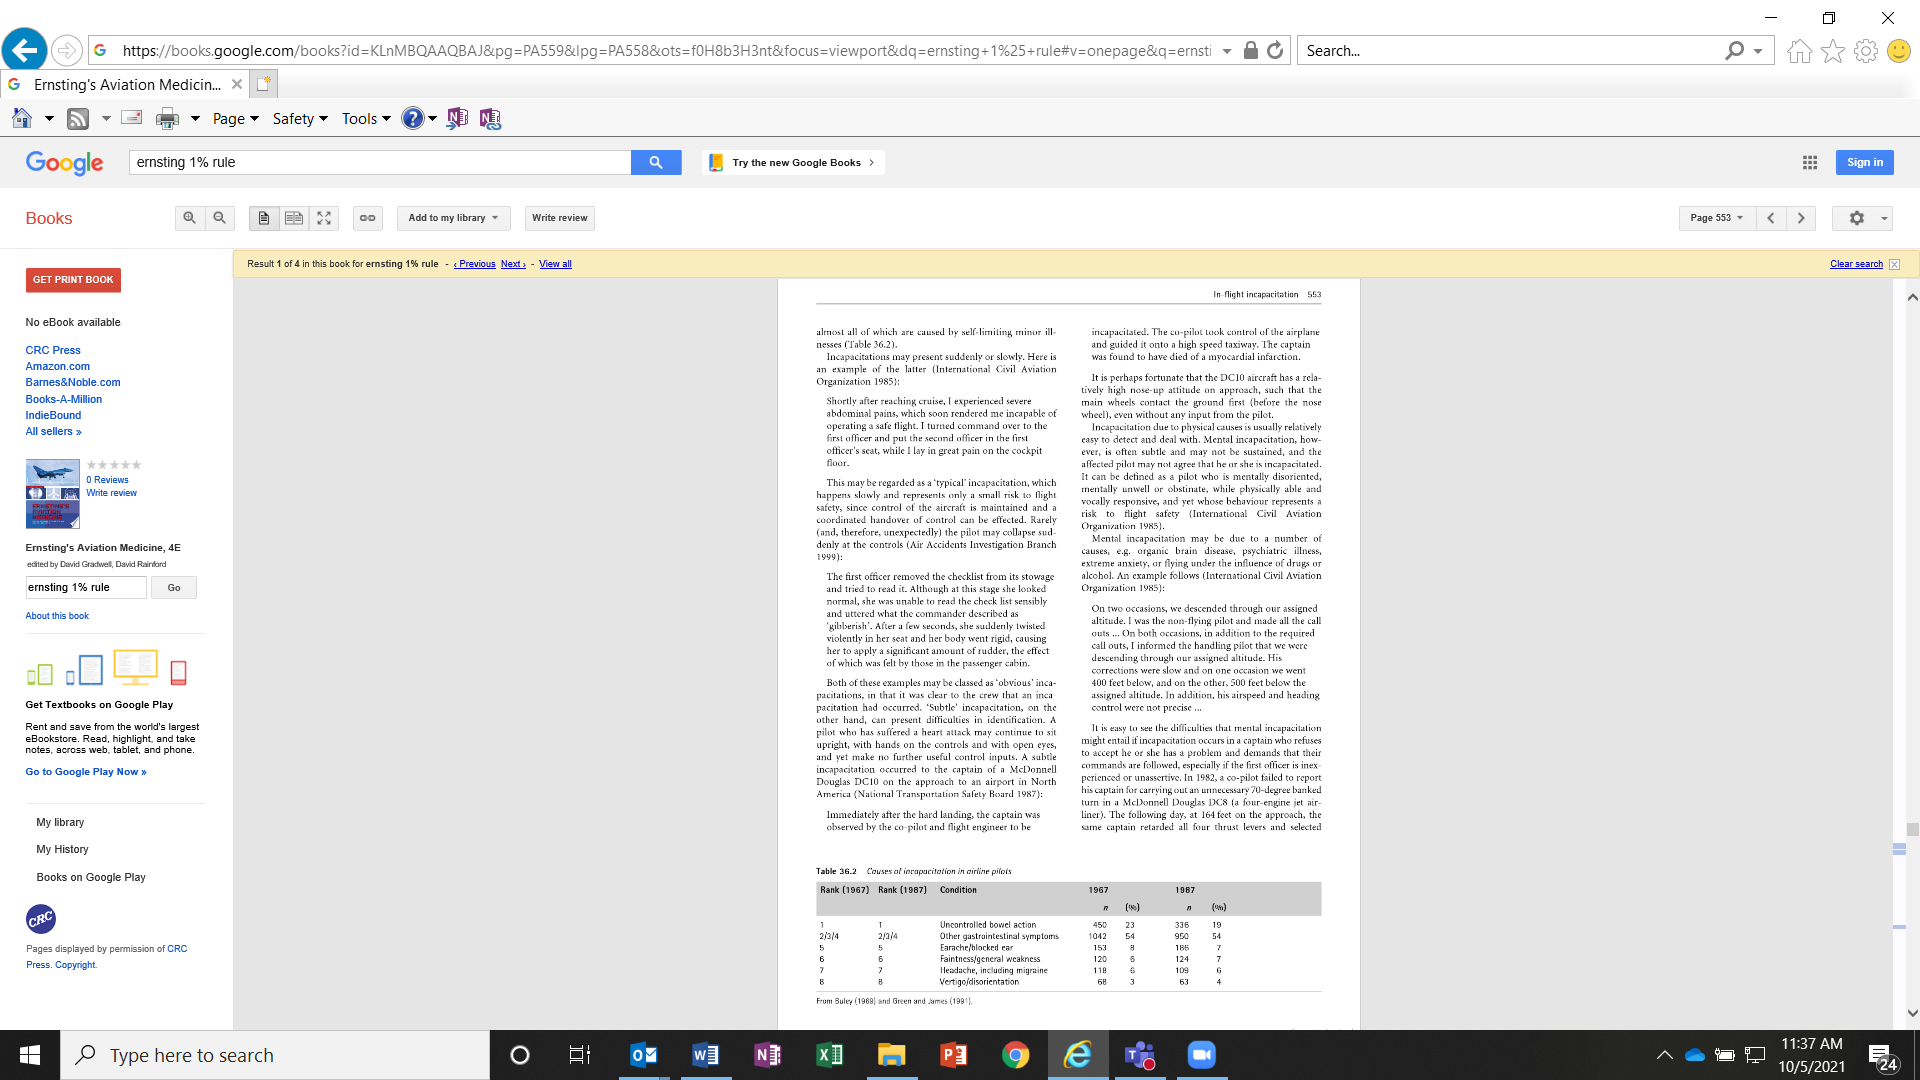 https://books.google.com/books?id=KLnMBQAAQBAJ&pg=PA559&lpg=PA558&ots=f0H8b3H3nt&focus=viewport&dq=ernsting+1%25+rule#v=onepage&q=ernsti
Search...
Ernsting's Aviation Medicin...
Page Safety Tools
Google
ernsting 1% rule
Try the new Google Books
Sign in
Books
Add to my library
Write review
Page 553
Result 1 of 4 in this book for ernsting 1% rule - ‹ Previous Next › - View all
Clear search
GET PRINT BOOK
No eBook available
CRC Press
Amazon.com
Barnes&Noble.com
Books-A-Million
IndieBound
All sellers »
0 Reviews
Write review
Ernsting's Aviation Medicine, 4E
edited by David Gradwell, David Rainford
ernsting 1% rule
Go
About this book
Get Textbooks on Google Play
Rent and save from the world's largest
eBookstore. Read, highlight, and take
notes, across web, tablet, and phone.
Go to Google Play Now »
My library
My History
Books on Google Play
CRC
Pages displayed by permission of CRC
Press. Copyright.
In-flight incapacitation 553
almost all of which are caused by self-limiting minor ill-
nesses (Table 36.2).
Incapacitations may present suddenly or slowly. Here is
an example of the latter (International Civil Aviation
Organization 1985):
Shortly after reaching cruise, I experienced severe
abdominal pains, which soon rendered me incapable of
operating a safe flight. I turned command over to the
first officer and put the second officer in the first
officer's seat, while I lay in great pain on the cockpit
floor.
This may be regarded as a 'typical' incapacitation, which
happens slowly and represents only a small risk to flight
safety, since control of the aircraft is maintained and a
coordinated handover of control can be effected. Rarely
(and, therefore, unexpectedly) the pilot may collapse sud-
denly at the controls (Air Accidents Investigation Branch
1999):
The first officer removed the checklist from its stowage
and tried to read it. Although at this stage she looked
normal, she was unable to read the check list sensibly
and uttered what the commander described as
'gibberish'. After a few seconds, she suddenly twisted
violently in her seat and her body went rigid, causing
her to apply a significant amount of rudder, the effect
of which was felt by those in the passenger cabin.
Both of these examples may be classed as 'obvious' inca-
pacitations, in that it was clear to the crew that an inca
pacitation had occurred. 'Subtle' incapacitation, on the
other hand, can present difficulties in identification. A
pilot who has suffered a heart attack may continue to sit
upright, with hands on the controls and with open eyes,
and yet make no further useful control inputs. A subtle
incapacitation occurred to the captain of a McDonnell
Douglas DC10 on the approach to an airport in North
America (National Transportation Safety Board 1987):
Immediately after the hard landing, the captain was
observed by the co-pilot and flight engineer to be
incapacitated. The co-pilot took control of the airplane
and guided it onto a high speed taxiway. The captain
was found to have died of a myocardial infarction.
It is perhaps fortunate that the DC10 aircraft has a rela-
tively high nose-up attitude on approach, such that the
main wheels contact the ground first (before the nose
wheel), even without any input from the pilot.
Incapacitation due to physical causes is usually relatively
easy to detect and deal with. Mental incapacitation, how-
ever, is often subtle and may not be sustained, and the
affected pilot may not agree that he or she is incapacitated.
It can be defined as a pilot who is mentally disoriented,
mentally unwell or obstinate, while physically able and
vocally responsive, and yet whose behaviour represents a
risk to flight safety (International Civil Aviation
Organization 1985).
Mental incapacitation may be due to a number of
causes, e.g. organic brain disease, psychiatric illness,
extreme anxiety, or flying under the influence of drugs or
alcohol. An example follows (International Civil Aviation
Organization 1985):
On two occasions, we descended through our assigned
altitude. I was the non-flying pilot and made all the call
outs ... On both occasions, in addition to the required
call outs, I informed the handling pilot that we were
descending through our assigned altitude. His
corrections were slow and on one occasion we went
400 feet below, and on the other, 500 feet below the
assigned altitude. In addition, his airspeed and heading
control were not precise ...
It is easy to see the difficulties that mental incapacitation
might entail if incapacitation occurs in a captain who refuses
to accept he or she has a problem and demands that their
commands are followed, especially if the first officer is inex-
perienced or unassertive. In 1982, a co-pilot failed to report
his captain for carrying out an unnecessary 70-degree banked
turn in a McDonnell Douglas DC8 (a four-engine jet air-
liner). The following day, at 164 feet on the approach, the
same captain retarded all four thrust levers and selected
Table 36.2 Causes of incapacitation in airline pilots
Rank (1967) Rank (1987) Condition 1967 1987
n (%) n (%)
1 1 Uncontrolled bowel action 450 23 336 19
2/3/4 2/3/4 Other gastrointestinal symptoms 1042 54 950 54
5 5 Earache/blocked ear 153 8 186 7
6 6 Faintness/general weakness 120 6 124 7
7 7 Headache, including migraine 118 6 109 6
8 8 Vertigo/disorientation 68 3 63 4
From Buley (1969) and Green and James (1991).
Type here to search
11:37 AM
10/5/2021
24